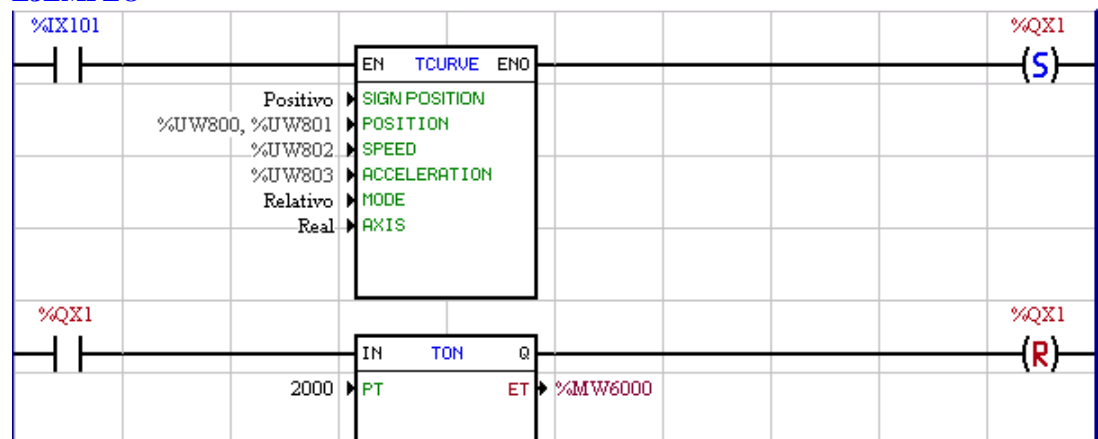 %IX101 %QX1
EN TCURVE ENO
S
Positivo SIGN POSITION
%UW800, %UW801 POSITION
%UW802 SPEED
%UW803 ACCELERATION
Relativo MODE
Real AXIS
%QX1 %QX1
IN TON Q
R
2000 PT ET %MW6000